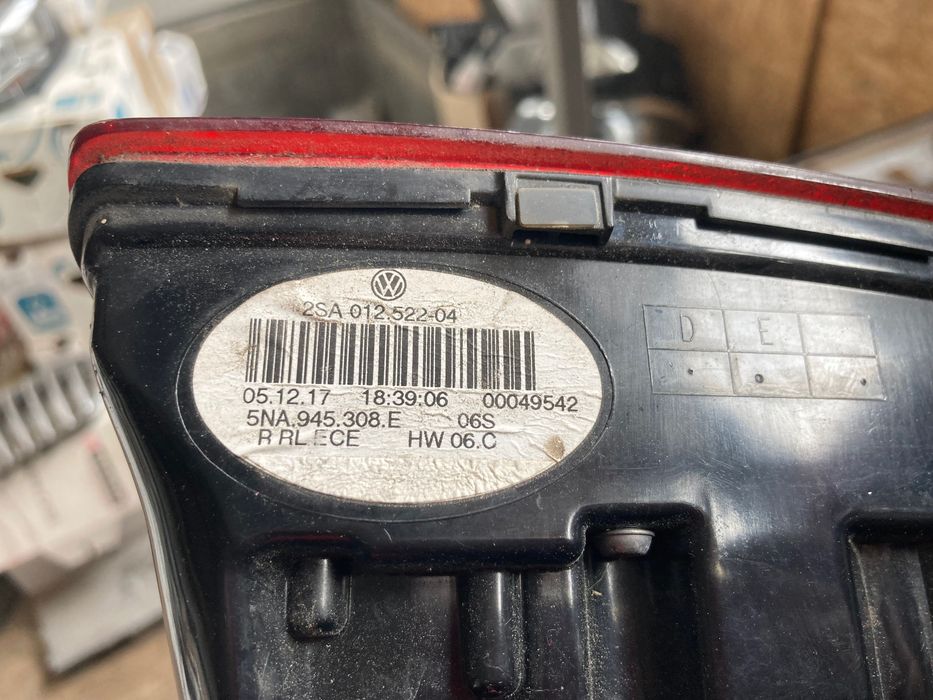 VW
2SA 012.522-04
05.12.17 18:39:06 00049542
5NA.945.308.E 06S
R RL ECE HW 06.C
D E